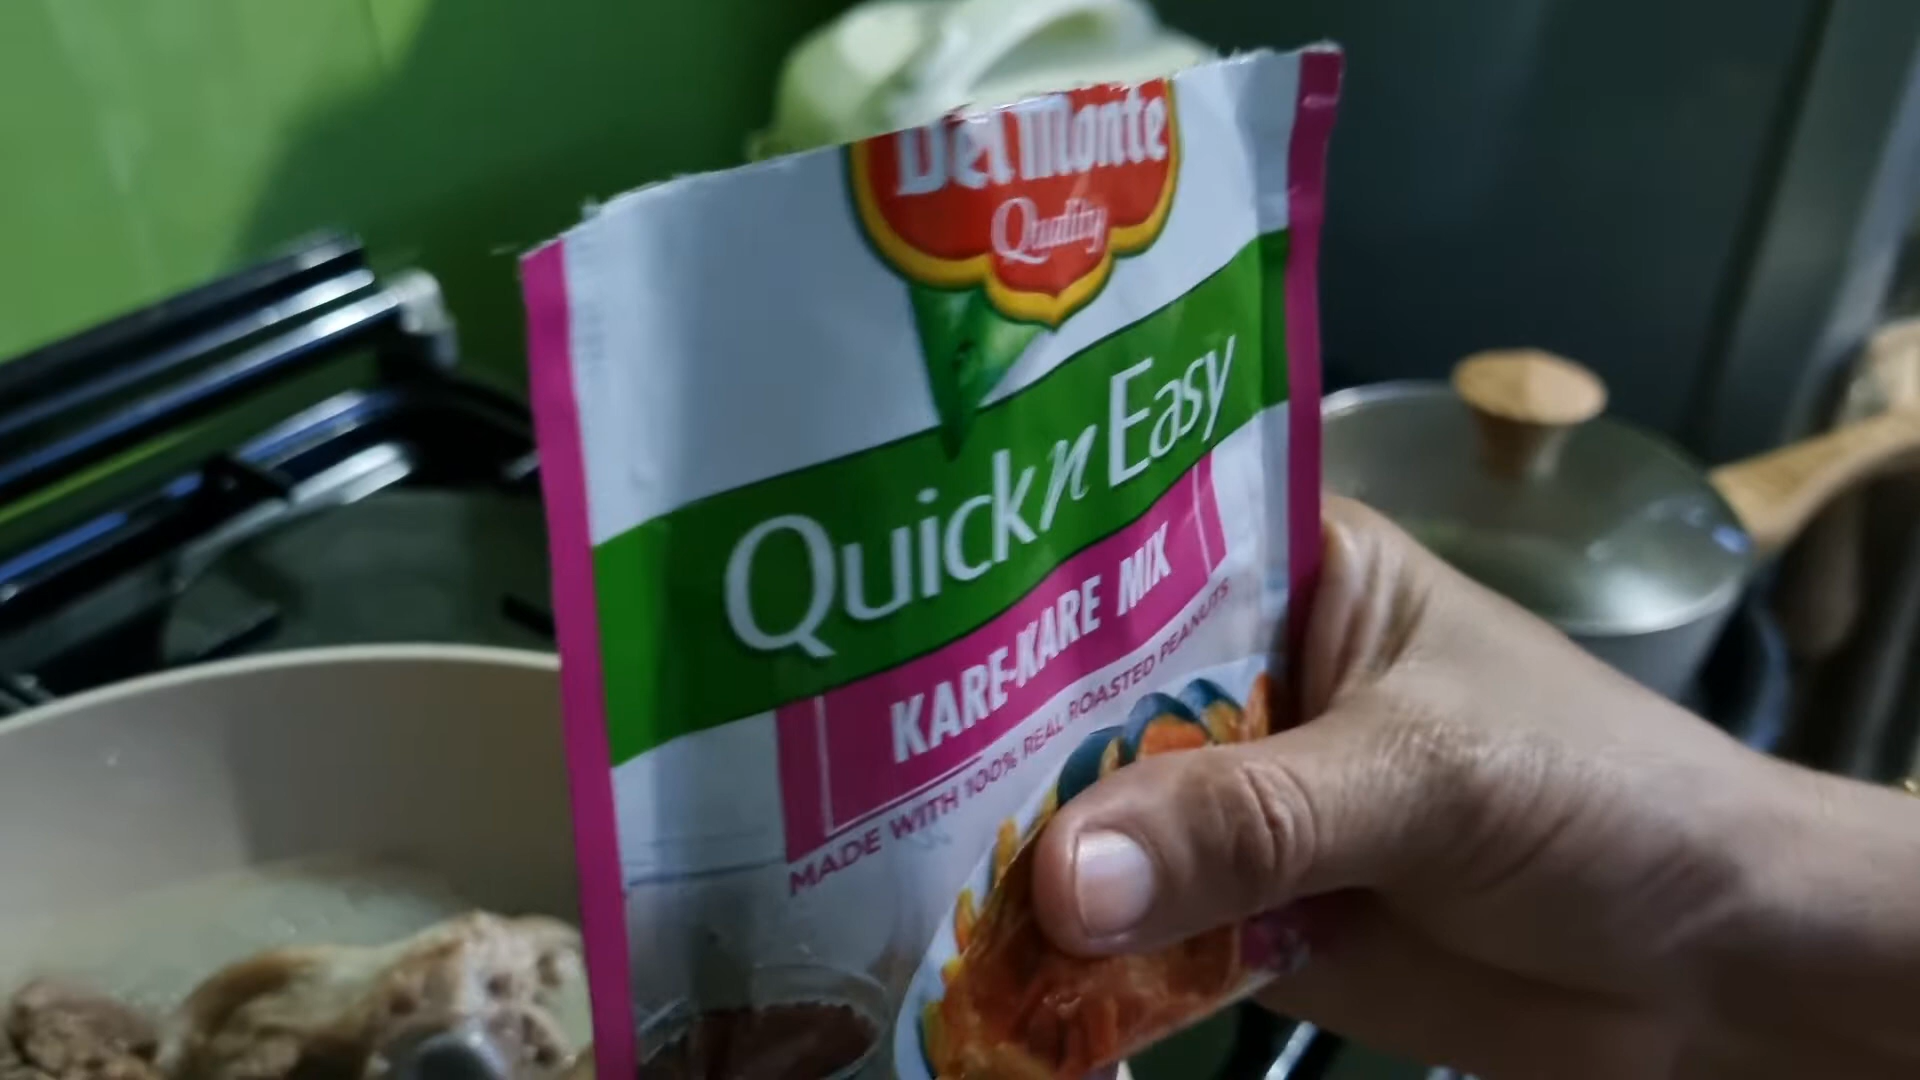 Del Monte
Quality
Quick n Easy
KARE-KARE MIX
MADE WITH 100% REAL ROASTED PEANUTS